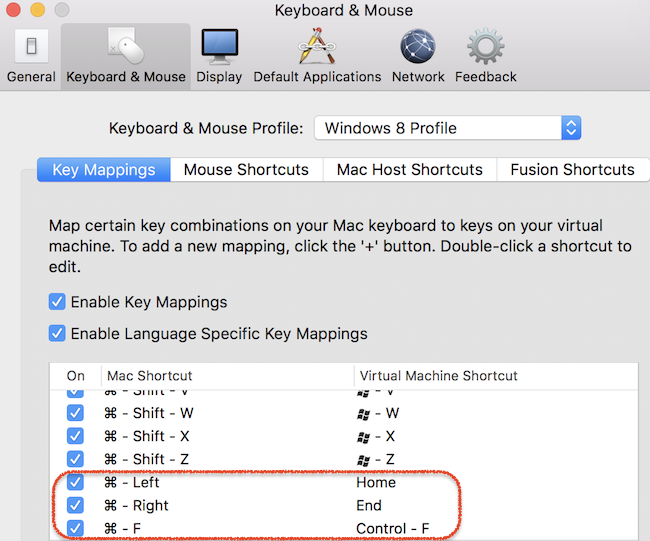 Keyboard & Mouse
General Keyboard & Mouse Display Default Applications Network Feedback
Keyboard & Mouse Profile: Windows 8 Profile
Key Mappings Mouse Shortcuts Mac Host Shortcuts Fusion Shortcuts
Map certain key combinations on your Mac keyboard to keys on your virtual
machine. To add a new mapping, click the '+' button. Double-click a shortcut to
edit.
Enable Key Mappings
Enable Language Specific Key Mappings
On Mac Shortcut Virtual Machine Shortcut
⌘ - Shift - V - V
⌘ - Shift - W - W
⌘ - Shift - X - X
⌘ - Shift - Z - Z
⌘ - Left Home
⌘ - Right End
⌘ - F Control - F